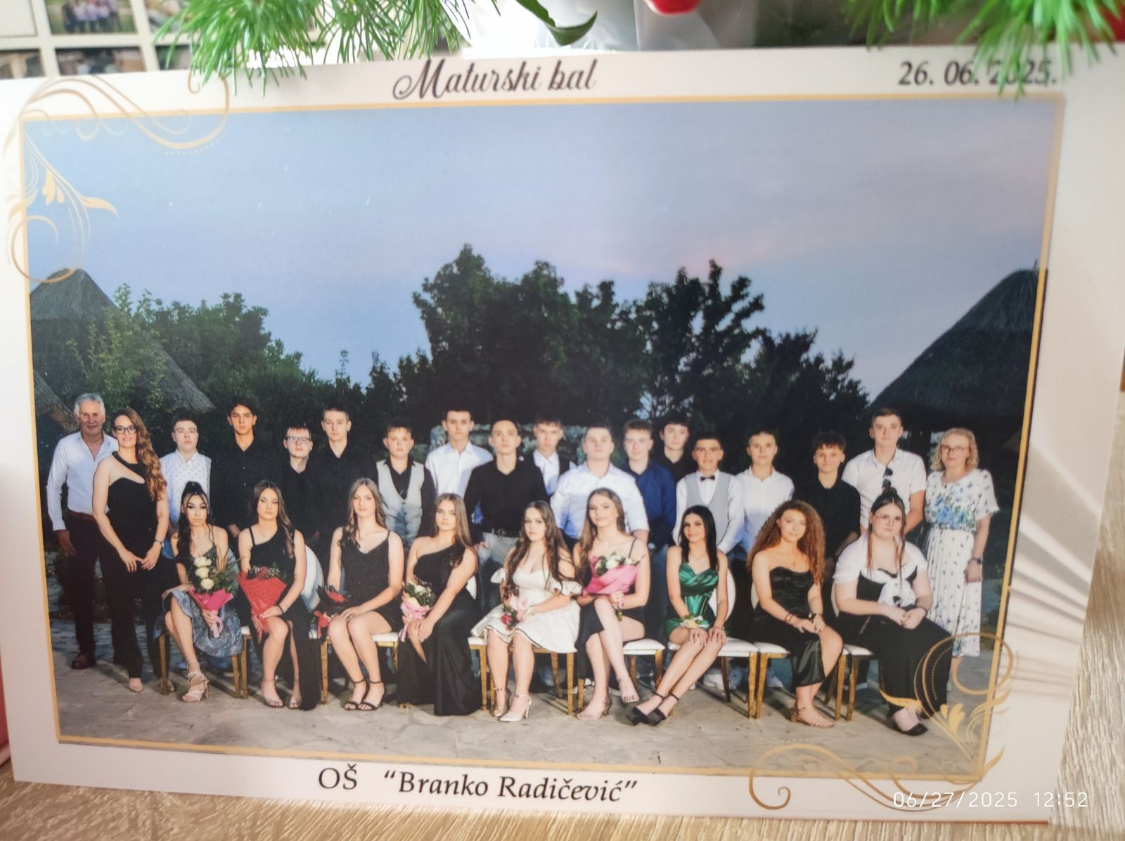 Maturski bal
26. 06. 2025.
OŠ "Branko Radičević"
06/27/2025 12:52